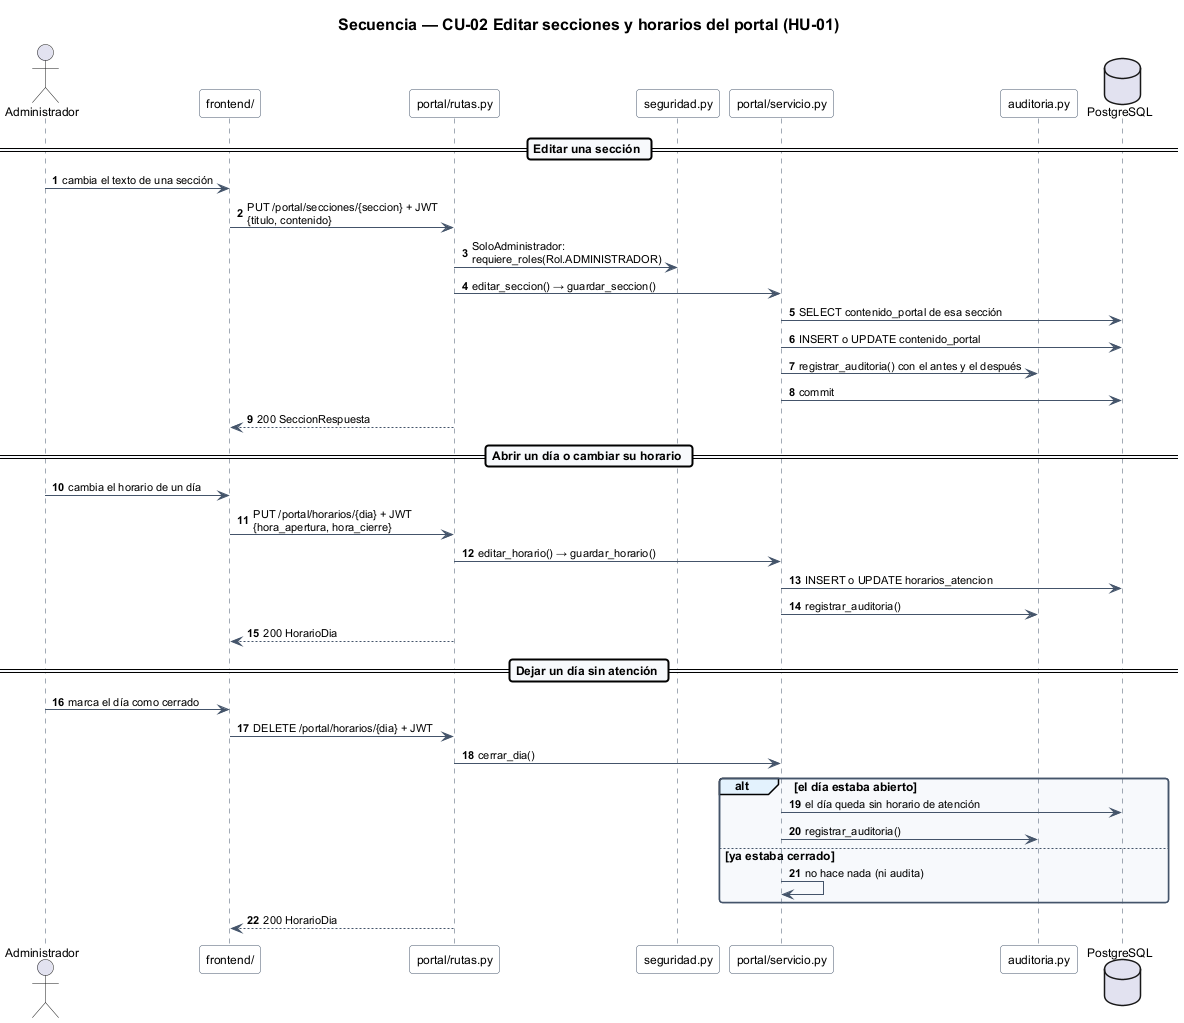 Secuencia — CU-02 Editar secciones y horarios del portal (HU-01)
Administrador
frontend/
portal/rutas.py
seguridad.py
portal/servicio.py
auditoria.py
PostgreSQL
Editar una sección
1 cambia el texto de una sección
2 PUT /portal/secciones/{seccion} + JWT
{titulo, contenido}
3 SoloAdministrador:
requiere_roles(Rol.ADMINISTRADOR)
4 editar_seccion() → guardar_seccion()
5 SELECT contenido_portal de esa sección
6 INSERT o UPDATE contenido_portal
7 registrar_auditoria() con el antes y el después
8 commit
9 200 SeccionRespuesta
Abrir un día o cambiar su horario
10 cambia el horario de un día
11 PUT /portal/horarios/{dia} + JWT
{hora_apertura, hora_cierre}
12 editar_horario() → guardar_horario()
13 INSERT o UPDATE horarios_atencion
14 registrar_auditoria()
15 200 HorarioDia
Dejar un día sin atención
16 marca el día como cerrado
17 DELETE /portal/horarios/{dia} + JWT
18 cerrar_dia()
alt [el día estaba abierto]
19 el día queda sin horario de atención
20 registrar_auditoria()
[ya estaba cerrado]
21 no hace nada (ni audita)
22 200 HorarioDia
Administrador
frontend/
portal/rutas.py
seguridad.py
portal/servicio.py
auditoria.py
PostgreSQL